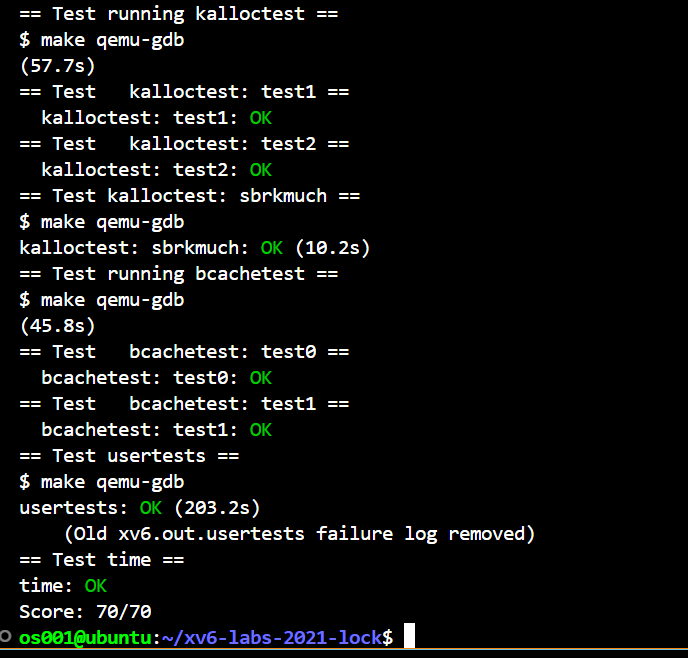 == Test running kalloctest ==
$ make qemu-gdb
(57.7s)
== Test   kalloctest: test1 ==
  kalloctest: test1: OK
== Test   kalloctest: test2 ==
  kalloctest: test2: OK
== Test kalloctest: sbrkmuch ==
$ make qemu-gdb
kalloctest: sbrkmuch: OK (10.2s)
== Test running bcachetest ==
$ make qemu-gdb
(45.8s)
== Test   bcachetest: test0 ==
  bcachetest: test0: OK
== Test   bcachetest: test1 ==
  bcachetest: test1: OK
== Test usertests ==
$ make qemu-gdb
usertests: OK (203.2s)
    (Old xv6.out.usertests failure log removed)
== Test time ==
time: OK
Score: 70/70
os001@ubuntu:~/xv6-labs-2021-lock$